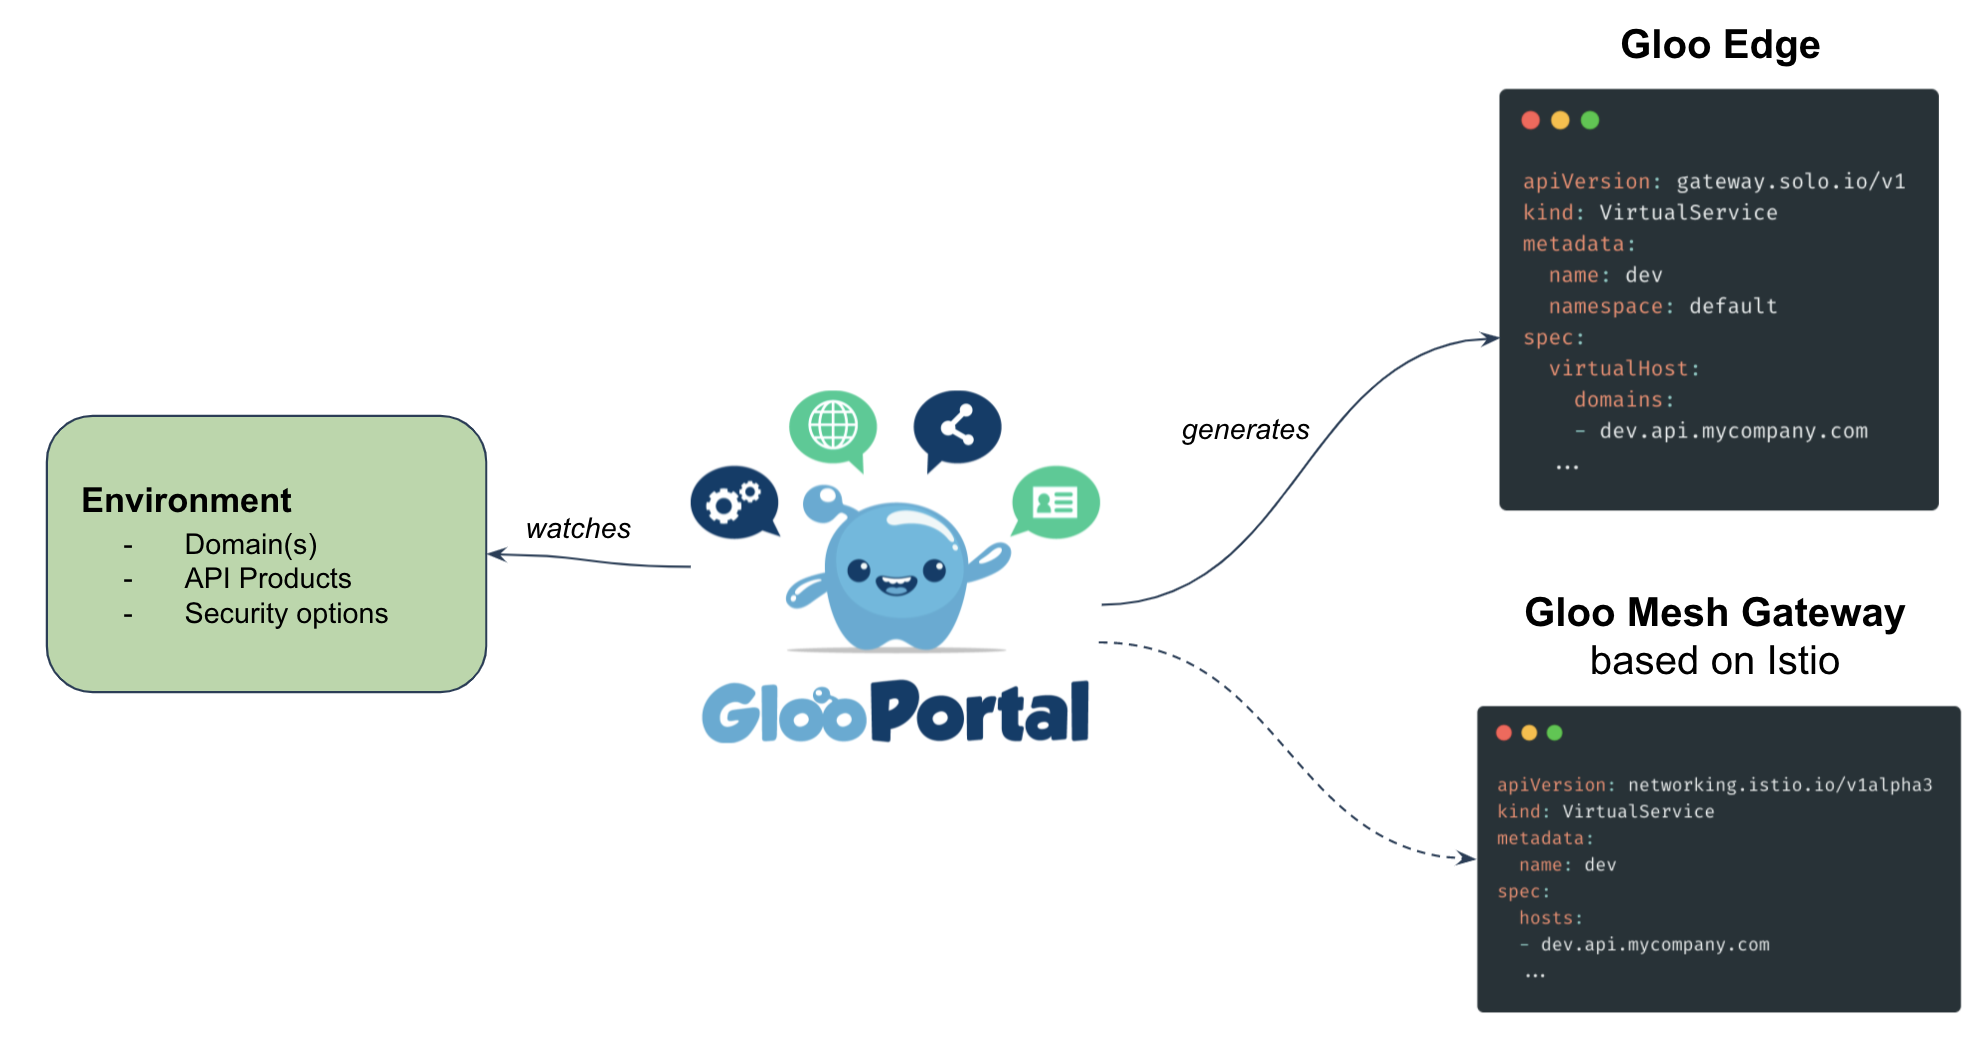 Gloo Edge
apiVersion: gateway.solo.io/v1
kind: VirtualService
metadata:
  name: dev
  namespace: default
spec:
  virtualHost:
    domains:
    - dev.api.mycompany.com
  ...
generates
watches
Environment
- Domain(s)
- API Products
- Security options
GlooPortal
Gloo Mesh Gateway
based on Istio
apiVersion: networking.istio.io/v1alpha3
kind: VirtualService
metadata:
  name: dev
spec:
  hosts:
  - dev.api.mycompany.com
  ...